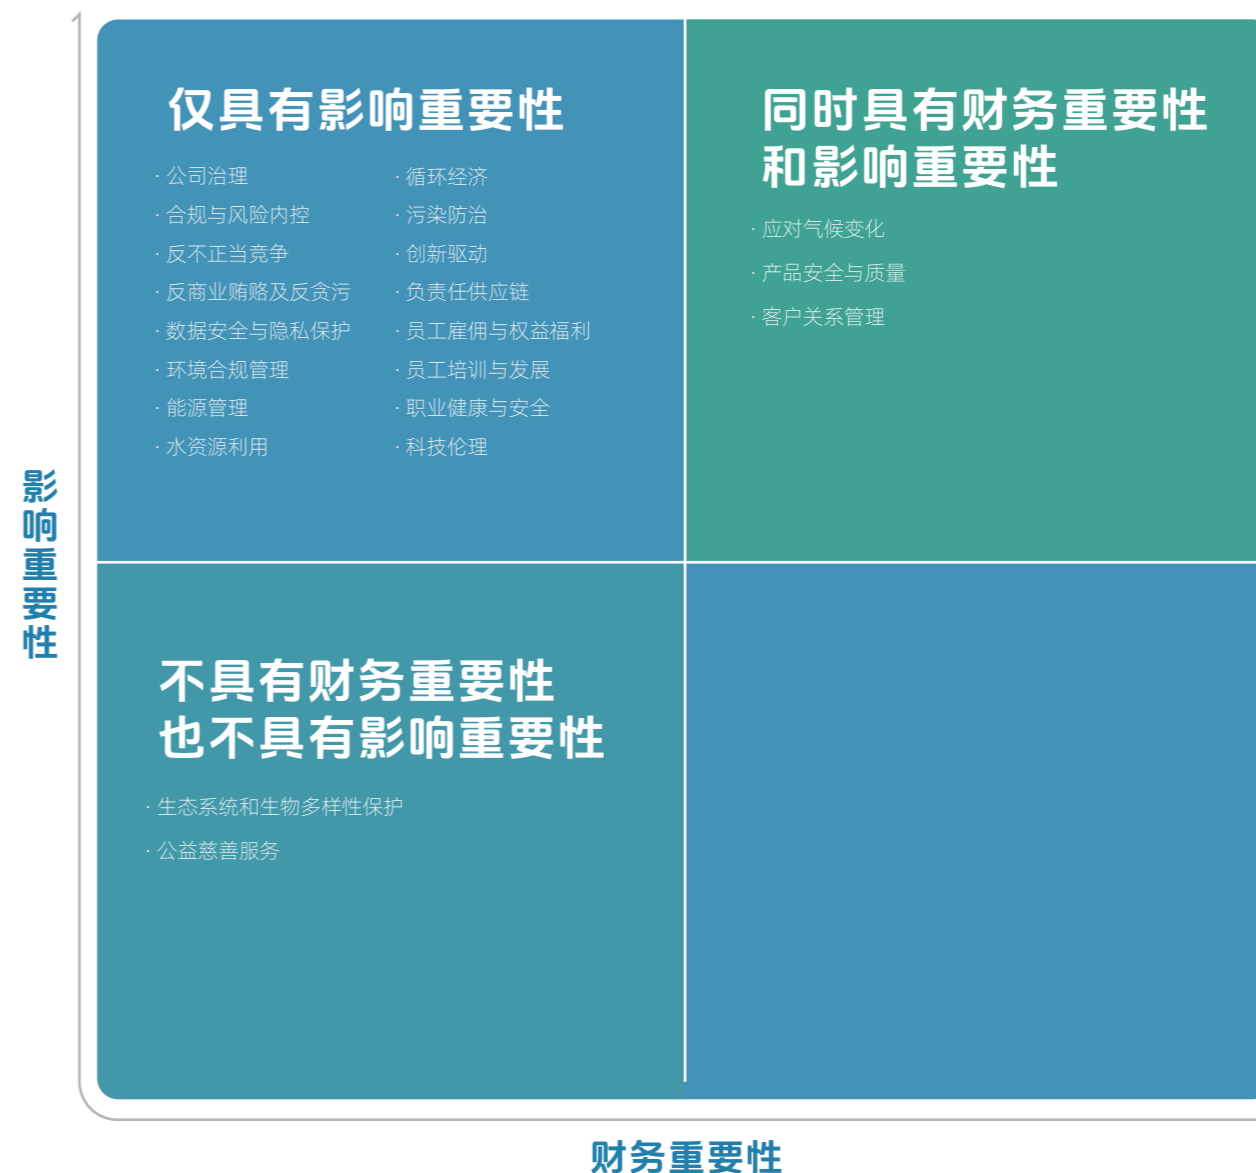 仅具有影响重要性
· 公司治理
· 合规与风险内控
· 反不正当竞争
· 反商业贿赂及反贪污
· 数据安全与隐私保护
· 环境合规管理
· 能源管理
· 水资源利用
· 循环经济
· 污染防治
· 创新驱动
· 负责任供应链
· 员工雇佣与权益福利
· 员工培训与发展
· 职业健康与安全
· 科技伦理
同时具有财务重要性
和影响重要性
· 应对气候变化
· 产品安全与质量
· 客户关系管理
影响重要性
不具有财务重要性
也不具有影响重要性
· 生态系统和生物多样性保护
· 公益慈善服务
财务重要性